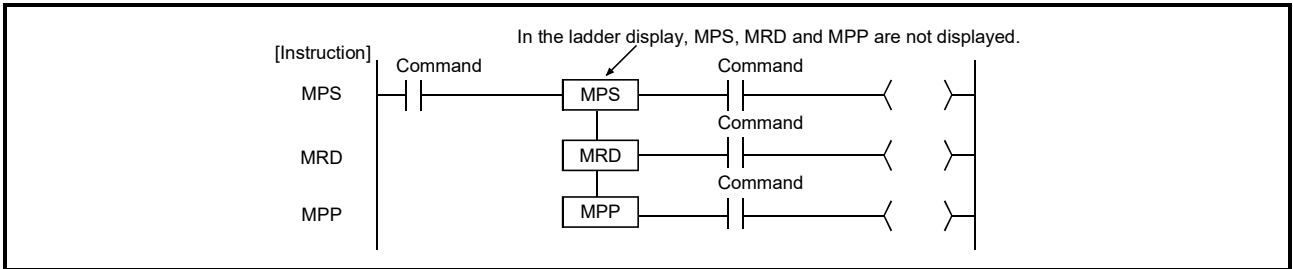 In the ladder display, MPS, MRD and MPP are not displayed.
[Instruction]
Command Command
MPS MPS
Command
MRD MRD
Command
MPP MPP